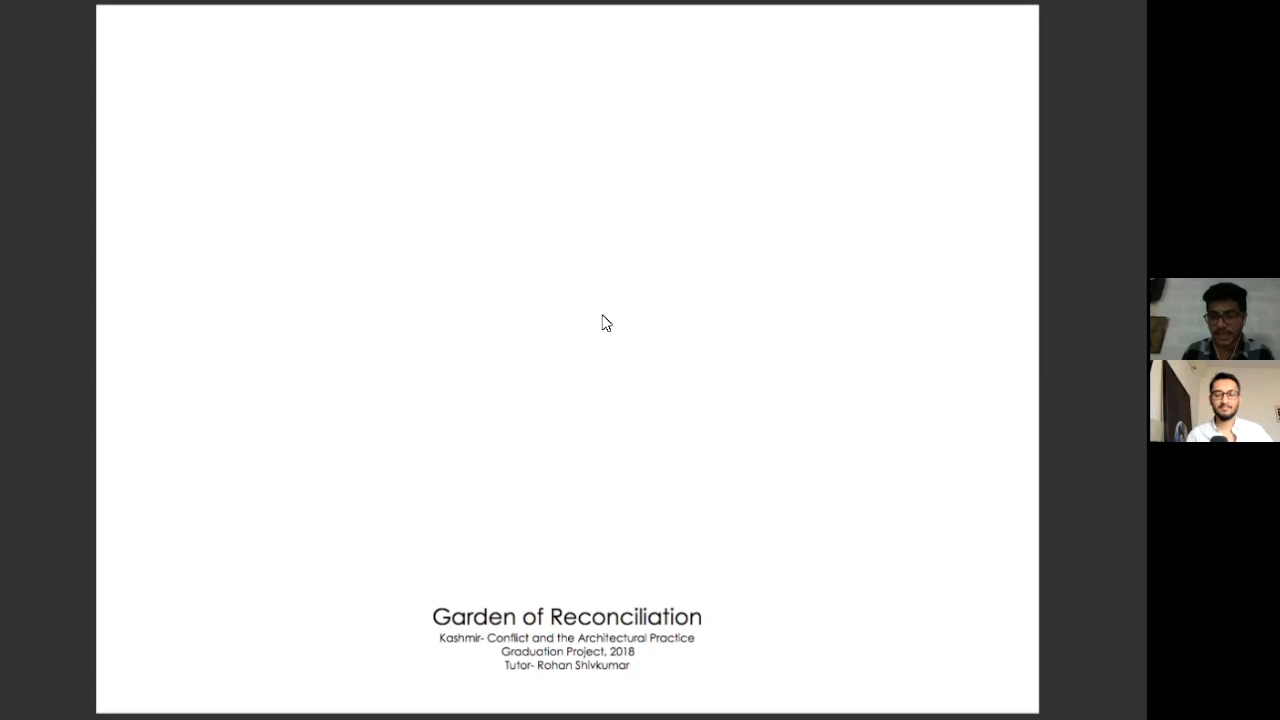 Garden of Reconciliation
Kashmir- Conflict and the Architectural Practice
Graduation Project, 2018
Tutor- Rohan Shivkumar